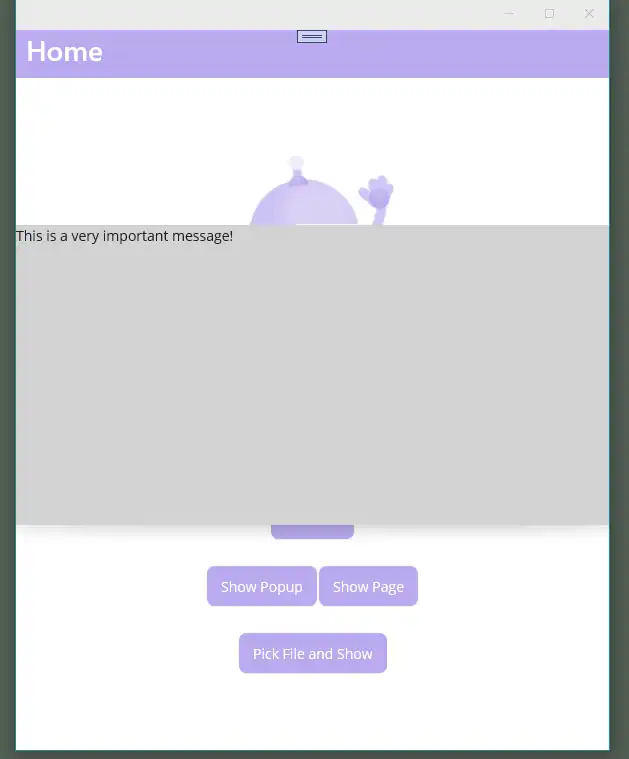 Home
This is a very important message!
Show Popup
Show Page
Pick File and Show